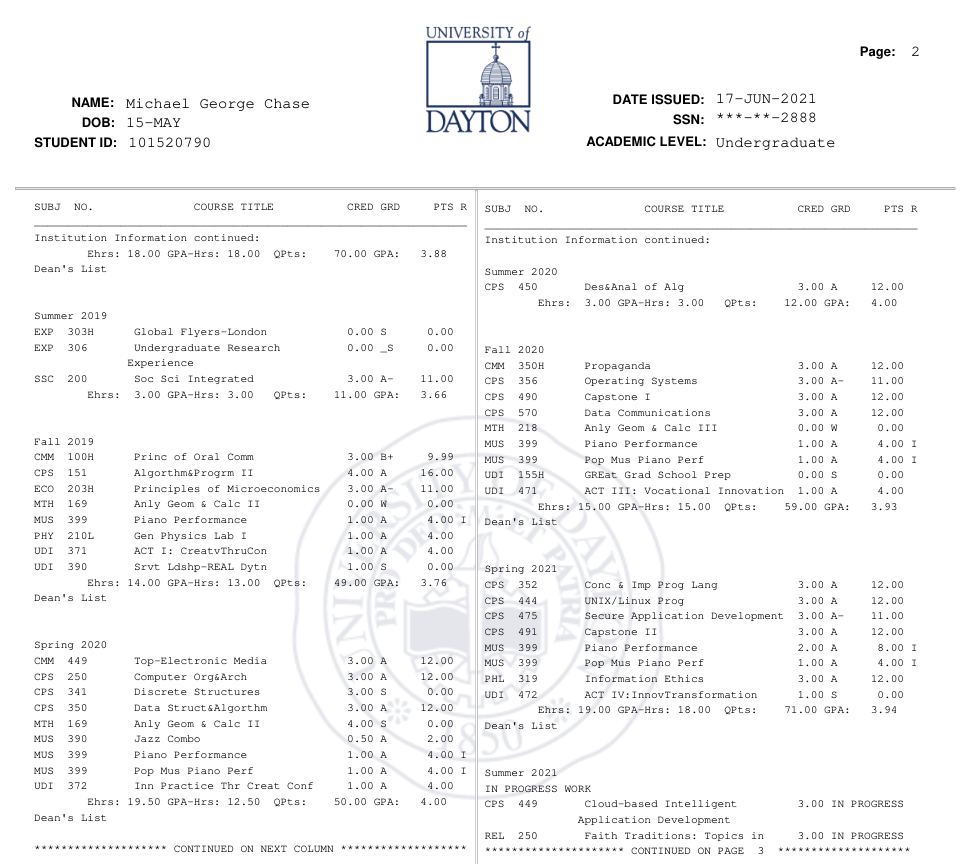 UNIVERSITY of
DAYTON
Page: 2
NAME: Michael George Chase
DOB: 15-MAY
STUDENT ID: 101520790
DATE ISSUED: 17-JUN-2021
SSN: ***-**-2888
ACADEMIC LEVEL: Undergraduate
SUBJ NO. COURSE TITLE CRED GRD PTS R
Institution Information continued:
Ehrs: 18.00 GPA-Hrs: 18.00 QPts: 70.00 GPA: 3.88
Dean's List
Summer 2019
EXP 303H Global Flyers-London 0.00 S 0.00
EXP 306 Undergraduate Research 0.00 _S 0.00
Experience
SSC 200 Soc Sci Integrated 3.00 A- 11.00
Ehrs: 3.00 GPA-Hrs: 3.00 QPts: 11.00 GPA: 3.66
Fall 2019
CMM 100H Princ of Oral Comm 3.00 B+ 9.99
CPS 151 Algorthm&Progrm II 4.00 A 16.00
ECO 203H Principles of Microeconomics 3.00 A- 11.00
MTH 169 Anly Geom & Calc II 0.00 W 0.00
MUS 399 Piano Performance 1.00 A 4.00 I
PHY 210L Gen Physics Lab I 1.00 A 4.00
UDI 371 ACT I: CreatvThruCon 1.00 A 4.00
UDI 390 Srvt Ldshp-REAL Dytn 1.00 S 0.00
Ehrs: 14.00 GPA-Hrs: 13.00 QPts: 49.00 GPA: 3.76
Dean's List
Spring 2020
CMM 449 Top-Electronic Media 3.00 A 12.00
CPS 250 Computer Org&Arch 3.00 A 12.00
CPS 341 Discrete Structures 3.00 S 0.00
CPS 350 Data Struct&Algorthm 3.00 A 12.00
MTH 169 Anly Geom & Calc II 4.00 S 0.00
MUS 390 Jazz Combo 0.50 A 2.00
MUS 399 Piano Performance 1.00 A 4.00 I
MUS 399 Pop Mus Piano Perf 1.00 A 4.00 I
UDI 372 Inn Practice Thr Creat Conf 1.00 A 4.00
Ehrs: 19.50 GPA-Hrs: 12.50 QPts: 50.00 GPA: 4.00
Dean's List
******************** CONTINUED ON NEXT COLUMN *******************
SUBJ NO. COURSE TITLE CRED GRD PTS R
Institution Information continued:
Summer 2020
CPS 450 Des&Anal of Alg 3.00 A 12.00
Ehrs: 3.00 GPA-Hrs: 3.00 QPts: 12.00 GPA: 4.00
Fall 2020
CMM 350H Propaganda 3.00 A 12.00
CPS 356 Operating Systems 3.00 A- 11.00
CPS 490 Capstone I 3.00 A 12.00
CPS 570 Data Communications 3.00 A 12.00
MTH 218 Anly Geom & Calc III 0.00 W 0.00
MUS 399 Piano Performance 1.00 A 4.00 I
MUS 399 Pop Mus Piano Perf 1.00 A 4.00 I
UDI 155H GREat Grad School Prep 0.00 S 0.00
UDI 471 ACT III: Vocational Innovation 1.00 A 4.00
Ehrs: 15.00 GPA-Hrs: 15.00 QPts: 59.00 GPA: 3.93
Dean's List
Spring 2021
CPS 352 Conc & Imp Prog Lang 3.00 A 12.00
CPS 444 UNIX/Linux Prog 3.00 A 12.00
CPS 475 Secure Application Development 3.00 A- 11.00
CPS 491 Capstone II 3.00 A 12.00
MUS 399 Piano Performance 2.00 A 8.00 I
MUS 399 Pop Mus Piano Perf 1.00 A 4.00 I
PHL 319 Information Ethics 3.00 A 12.00
UDI 472 ACT IV:InnovTransformation 1.00 S 0.00
Ehrs: 19.00 GPA-Hrs: 18.00 QPts: 71.00 GPA: 3.94
Dean's List
Summer 2021
IN PROGRESS WORK
CPS 449 Cloud-based Intelligent 3.00 IN PROGRESS
Application Development
REL 250 Faith Traditions: Topics in 3.00 IN PROGRESS
********************* CONTINUED ON PAGE 3 *******************
UNIVERSITY OF DAYTON
PRO DEO ET PATRIA
1850